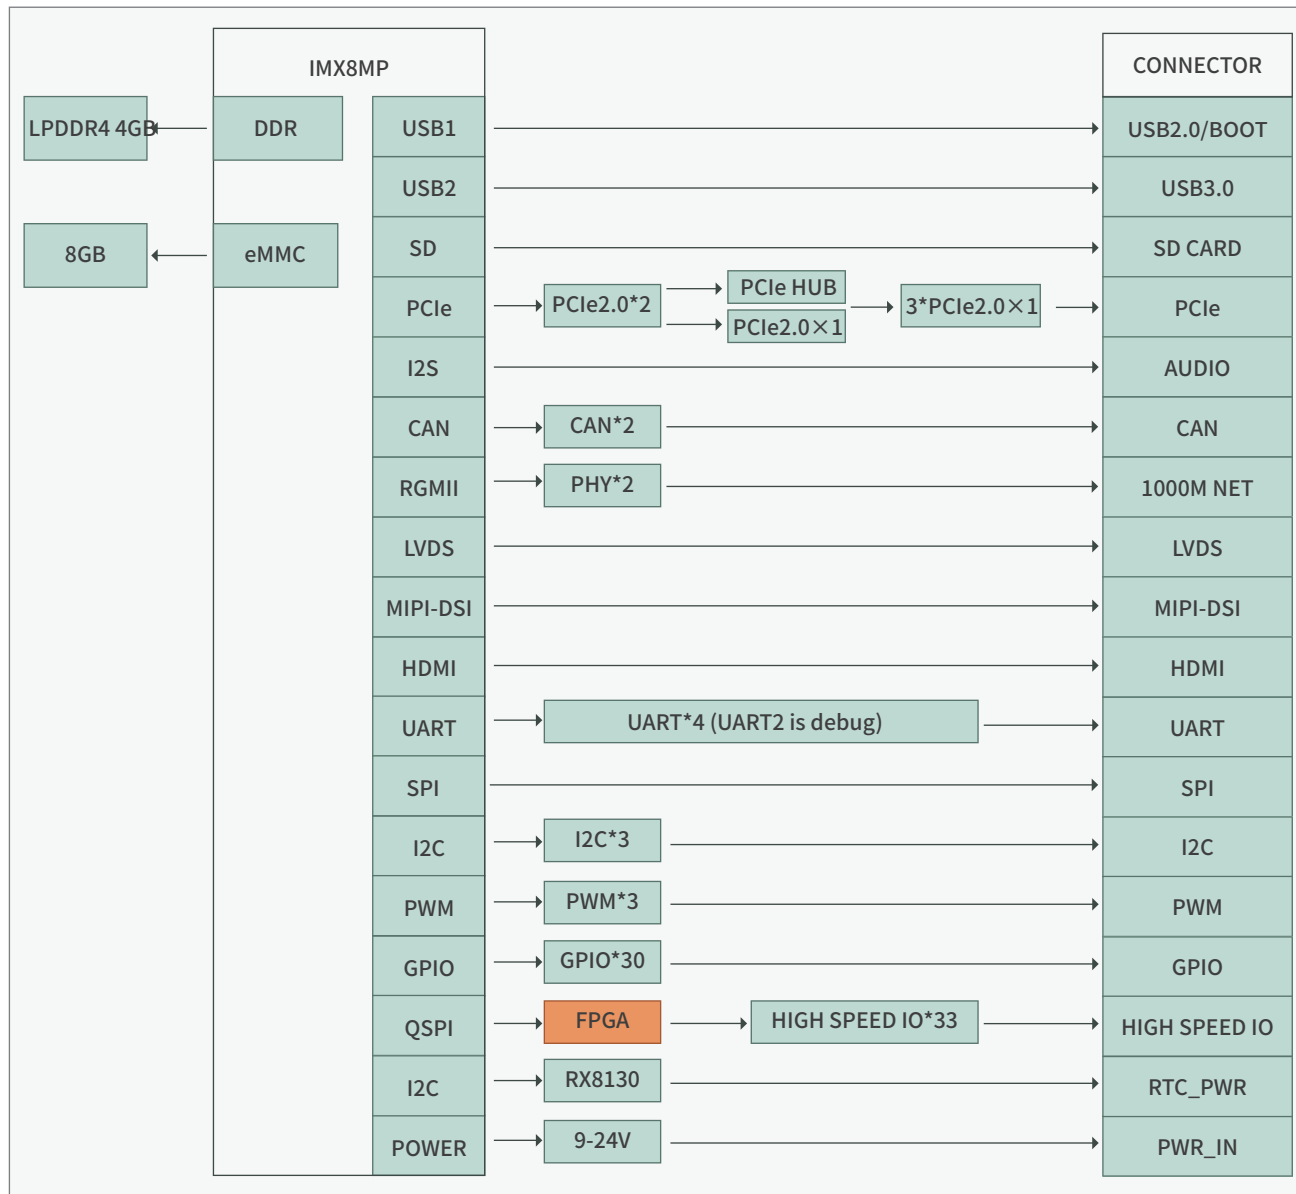 IMX8MP
CONNECTOR
LPDDR4 4GB
DDR
USB1
USB2.0/BOOT
USB2
USB3.0
8GB
eMMC
SD
SD CARD
PCIe
PCIe2.0*2
PCIe HUB
PCIe2.0×1
3*PCIe2.0×1
PCIe
I2S
AUDIO
CAN
CAN*2
CAN
RGMII
PHY*2
1000M NET
LVDS
LVDS
MIPI-DSI
MIPI-DSI
HDMI
HDMI
UART
UART*4 (UART2 is debug)
UART
SPI
SPI
I2C
I2C*3
I2C
PWM
PWM*3
PWM
GPIO
GPIO*30
GPIO
QSPI
FPGA
HIGH SPEED IO*33
HIGH SPEED IO
I2C
RX8130
RTC_PWR
POWER
9-24V
PWR_IN